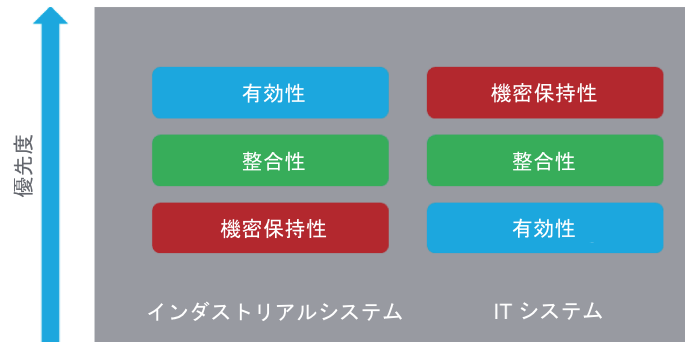 優先度
有効性
機密保持性
整合性
整合性
機密保持性
有効性
インダストリアルシステム
IT システム